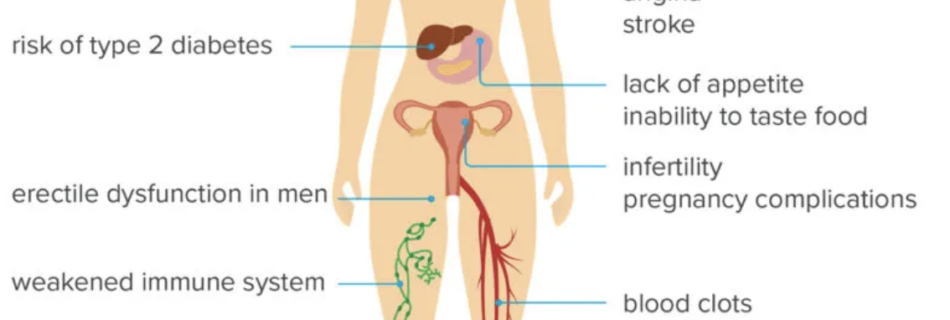 angina
stroke
risk of type 2 diabetes
lack of appetite
inability to taste food
infertility
pregnancy complications
erectile dysfunction in men
weakened immune system
blood clots